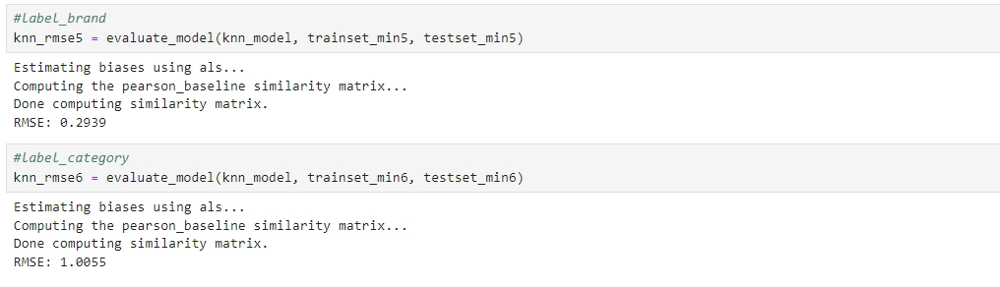 #label_brand
knn_rmse5 = evaluate_model(knn_model, trainset_min5, testset_min5)
Estimating biases using als...
Computing the pearson_baseline similarity matrix...
Done computing similarity matrix.
RMSE: 0.2939
#label_category
knn_rmse6 = evaluate_model(knn_model, trainset_min6, testset_min6)
Estimating biases using als...
Computing the pearson_baseline similarity matrix...
Done computing similarity matrix.
RMSE: 1.0055